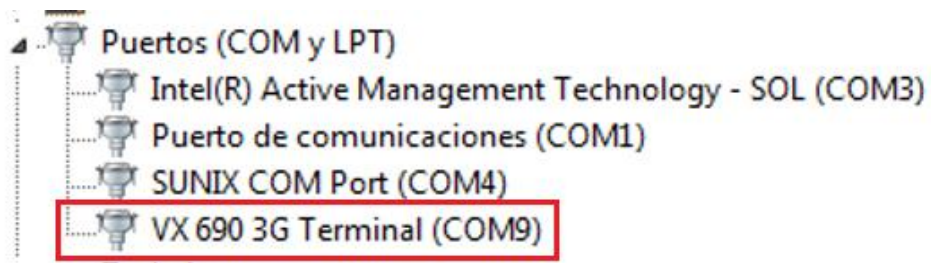 Puertos (COM y LPT)
Intel(R) Active Management Technology - SOL (COM3)
Puerto de comunicaciones (COM1)
SUNIX COM Port (COM4)
VX 690 3G Terminal (COM9)